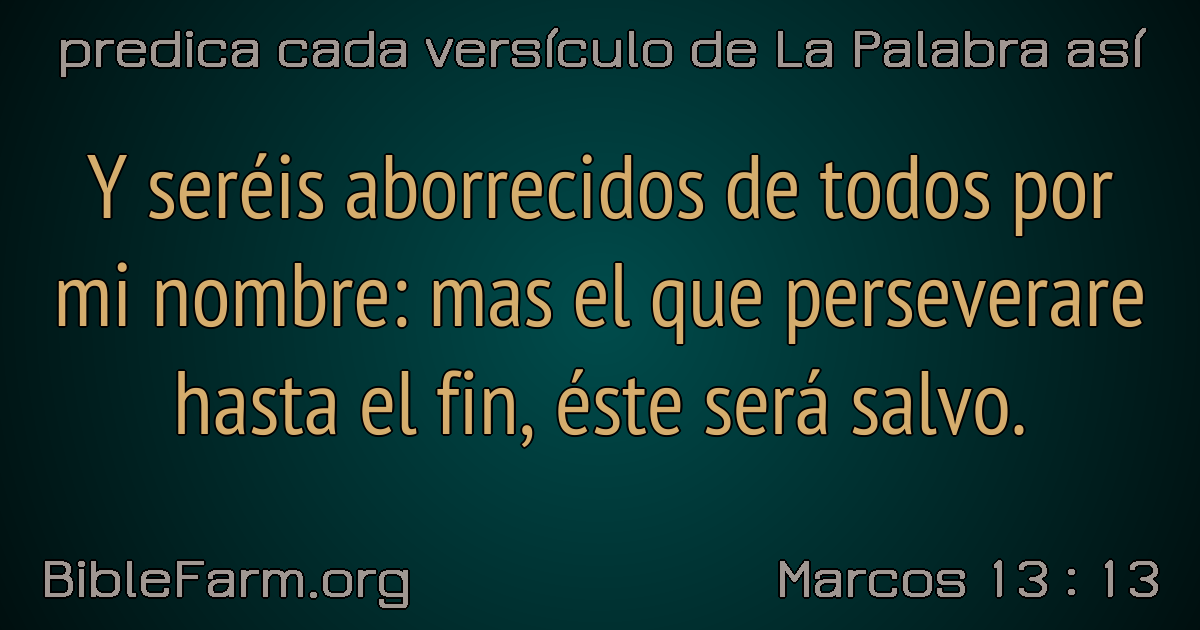 predica cada versículo de La Palabra así
Y seréis aborrecidos de todos por
mi nombre: mas el que perseverare
hasta el fin, éste será salvo.
BibleFarm.org
Marcos 13 : 13